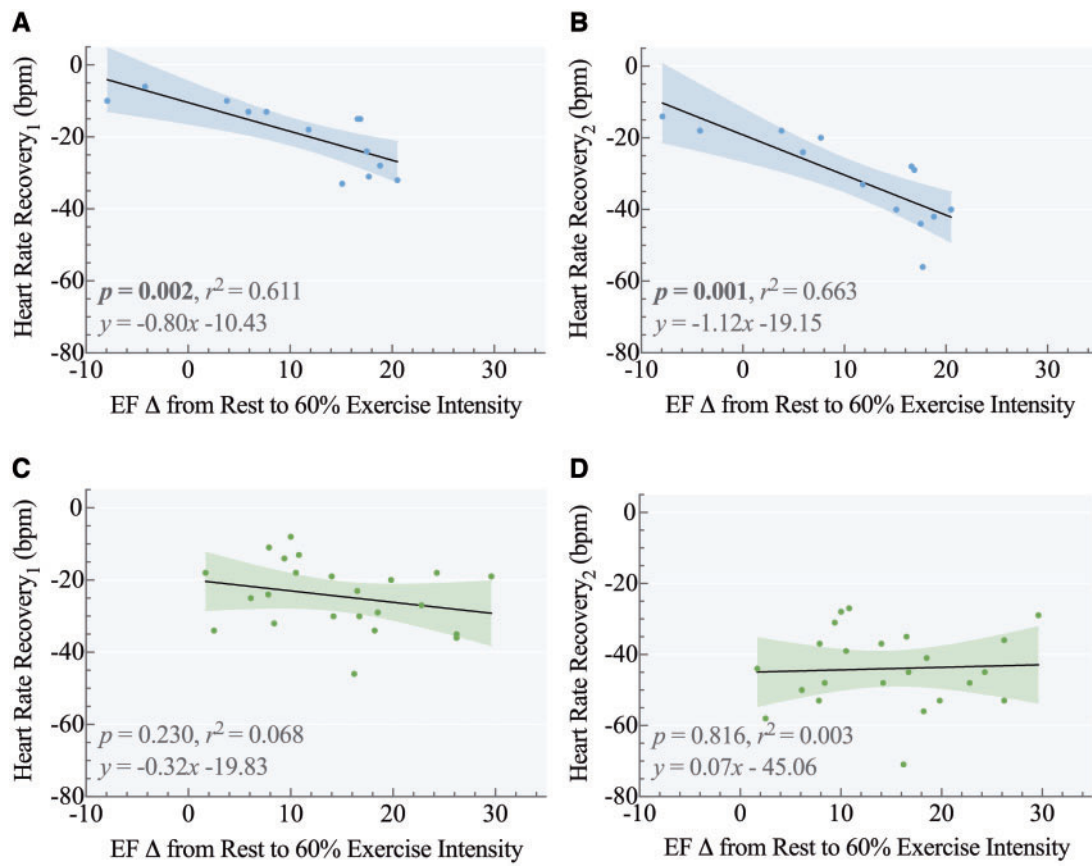 A
Heart Rate Recovery₁ (bpm)
0
-20
-40
-60
-80
p = 0.002, r² = 0.611
y = -0.80x -10.43
-10 0 10 20 30
EF Δ from Rest to 60% Exercise Intensity
B
Heart Rate Recovery₂ (bpm)
0
-20
-40
-60
-80
p = 0.001, r² = 0.663
y = -1.12x -19.15
-10 0 10 20 30
EF Δ from Rest to 60% Exercise Intensity
C
Heart Rate Recovery₁ (bpm)
0
-20
-40
-60
-80
p = 0.230, r² = 0.068
y = -0.32x -19.83
-10 0 10 20 30
EF Δ from Rest to 60% Exercise Intensity
D
Heart Rate Recovery₂ (bpm)
0
-20
-40
-60
-80
p = 0.816, r² = 0.003
y = 0.07x - 45.06
-10 0 10 20 30
EF Δ from Rest to 60% Exercise Intensity